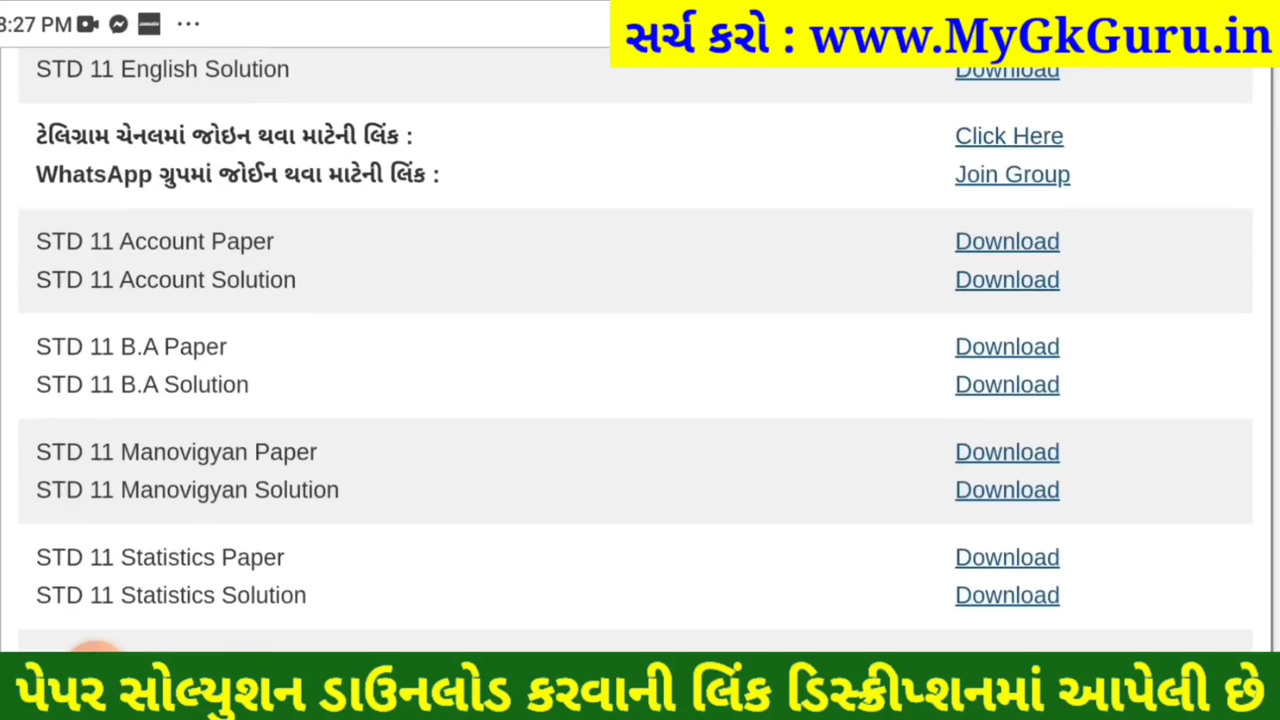 8:27 PM
સર્ચ કરો : www.MyGkGuru.in
STD 11 English Solution Download
ટેલિગ્રામ ચેનલમાં જોઇન થવા માટેની લિંક : Click Here
WhatsApp ગ્રુપમાં જોઈન થવા માટેની લિંક : Join Group
STD 11 Account Paper Download
STD 11 Account Solution Download
STD 11 B.A Paper Download
STD 11 B.A Solution Download
STD 11 Manovigyan Paper Download
STD 11 Manovigyan Solution Download
STD 11 Statistics Paper Download
STD 11 Statistics Solution Download
પેપર સોલ્યુશન ડાઉનલોડ કરવાની લિંક ડિસ્ક્રીપ્શનમાં આપેલી છે